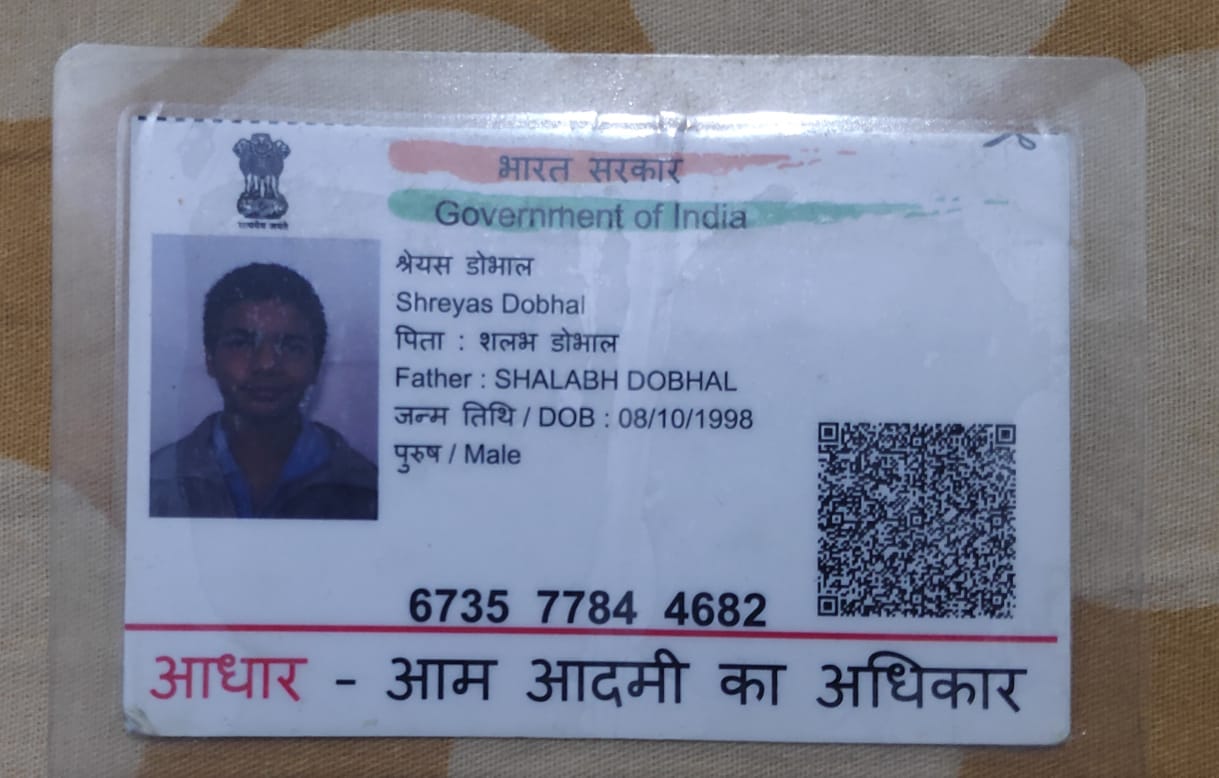 भारत सरकार
Government of India
सत्यमेव जयते
श्रेयस डोभाल
Shreyas Dobhal
पिता : शलभ डोभाल
Father : SHALABH DOBHAL
जन्म तिथि / DOB : 08/10/1998
पुरुष / Male
6735 7784 4682
आधार - आम आदमी का अधिकार